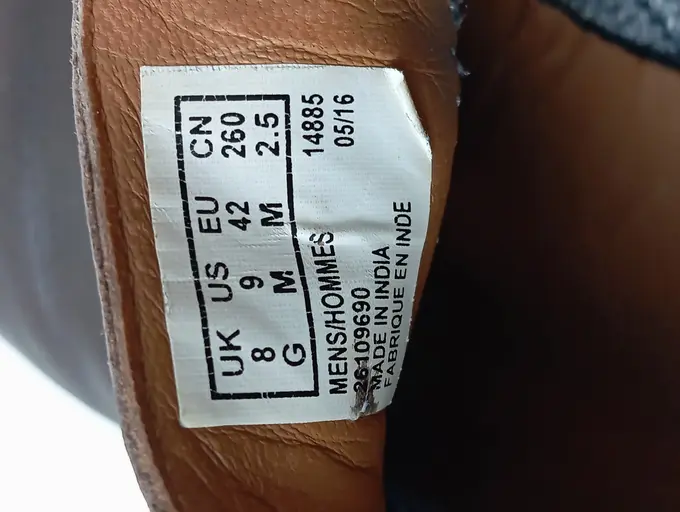 UK US EU CN
8 9 42 260
G M M 2.5
MENS/HOMMES 14885
26109690 05/16
MADE IN INDIA
FABRIQUE EN INDE